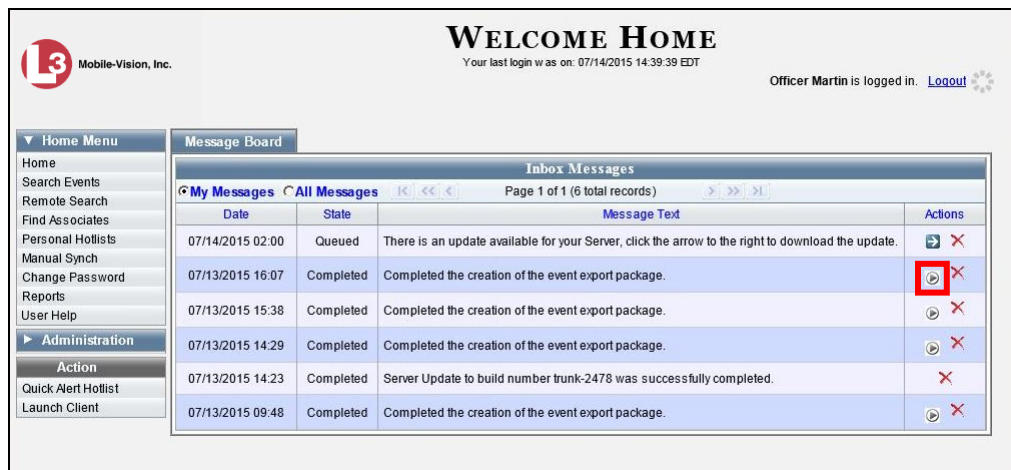 WELCOME HOME
Your last login was on: 07/14/2015 14:39:39 EDT
L3 Mobile-Vision, Inc.
Officer Martin is logged in. Logout
▼ Home Menu
Home
Search Events
Remote Search
Find Associates
Personal Hotlists
Manual Synch
Change Password
Reports
User Help
► Administration
Action
Quick Alert Hotlist
Launch Client
Message Board
Inbox Messages
My Messages All Messages Page 1 of 1 (6 total records)
Date State Message Text Actions
07/14/2015 02:00 Queued There is an update available for your Server, click the arrow to the right to download the update.
07/13/2015 16:07 Completed Completed the creation of the event export package.
07/13/2015 15:38 Completed Completed the creation of the event export package.
07/13/2015 14:29 Completed Completed the creation of the event export package.
07/13/2015 14:23 Completed Server Update to build number trunk-2478 was successfully completed.
07/13/2015 09:48 Completed Completed the creation of the event export package.